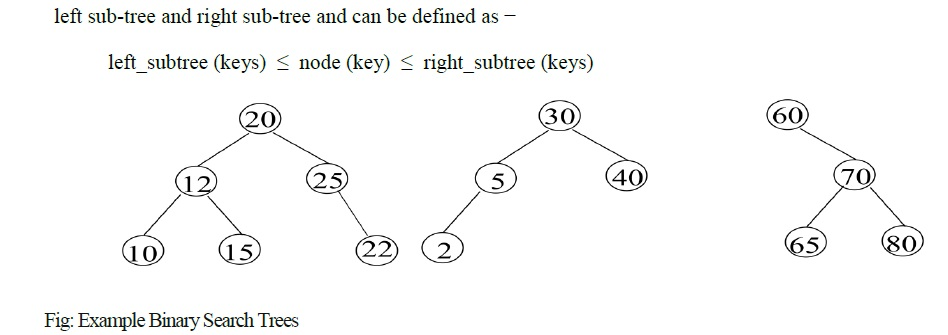 left sub-tree and right sub-tree and can be defined as −
left_subtree (keys) ≤ node (key) ≤ right_subtree (keys)
20 30 60
12 25 5 40 70
10 15 22 2 65 80
Fig: Example Binary Search Trees